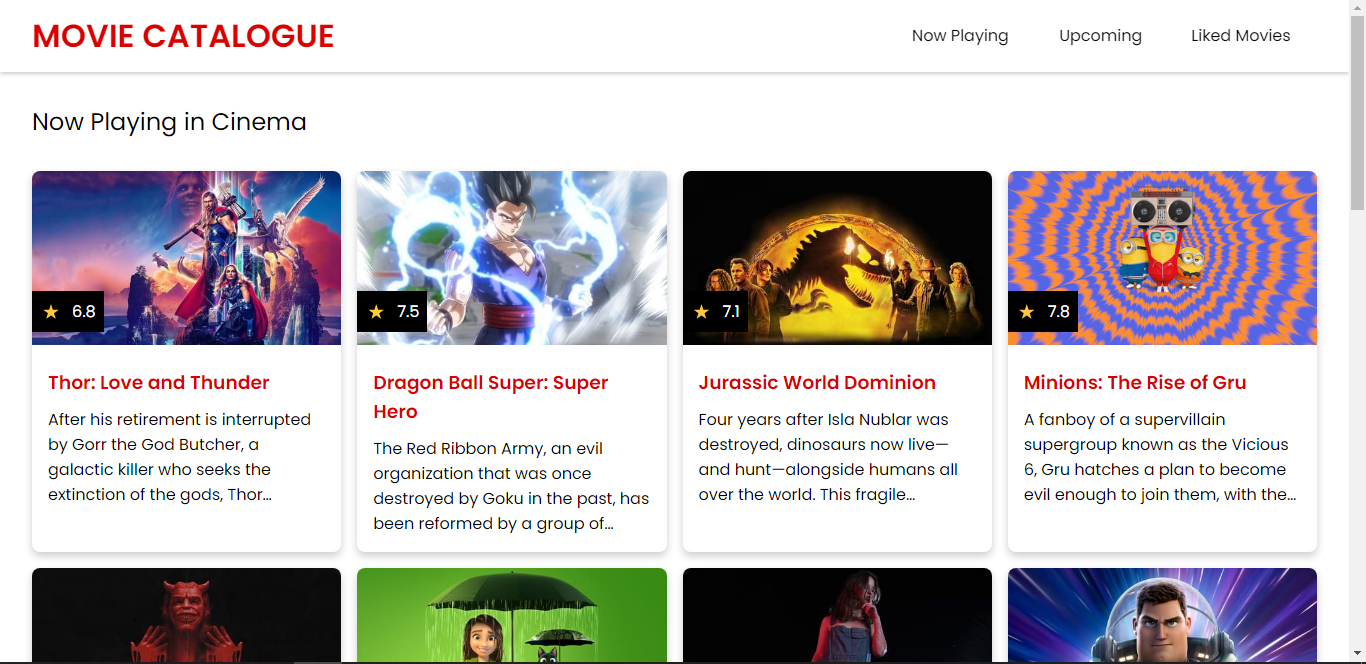 MOVIE CATALOGUE
Now Playing
Upcoming
Liked Movies
Now Playing in Cinema
★ 6.8
★ 7.5
★ 7.1
★ 7.8
Thor: Love and Thunder
After his retirement is interrupted
by Gorr the God Butcher, a
galactic killer who seeks the
extinction of the gods, Thor...
Dragon Ball Super: Super
Hero
The Red Ribbon Army, an evil
organization that was once
destroyed by Goku in the past, has
been reformed by a group of...
Jurassic World Dominion
Four years after Isla Nublar was
destroyed, dinosaurs now live—
and hunt—alongside humans all
over the world. This fragile...
Minions: The Rise of Gru
A fanboy of a supervillain
supergroup known as the Vicious
6, Gru hatches a plan to become
evil enough to join them, with the...